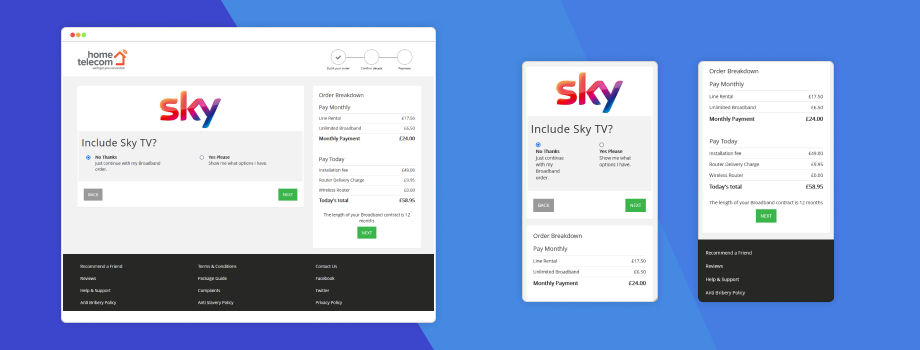 home
telecom
Build your order
Confirm details
Payment
sky
Include Sky TV?
No Thanks
just continue with my Broadband
order.
Yes Please
Show me what options I have.
BACK
NEXT
Order Breakdown
Pay Monthly
Line Rental £17.50
Unlimited Broadband £6.50
Monthly Payment £24.00
Pay Today
Installation fee £49.00
Router Delivery Charge £9.95
Wireless Router £0.00
Today's total £58.95
The length of your Broadband contract is 12
months
NEXT
Recommend a Friend
Terms & Conditions
Contact Us
Reviews
Package Guide
Facebook
Help & Support
Complaints
Twitter
Anti Bribery Policy
Anti Slavery Policy
Privacy Policy
sky
Include Sky TV?
No Thanks
just continue
with my
Broadband
order.
Yes Please
Show me what
options I have.
BACK
NEXT
Order Breakdown
Pay Monthly
Line Rental £17.50
Unlimited Broadband £6.50
Monthly Payment £24.00
Order Breakdown
Pay Monthly
Line Rental £17.50
Unlimited Broadband £6.50
Monthly Payment £24.00
Pay Today
Installation fee £49.00
Router Delivery Charge £9.95
Wireless Router £0.00
Today's total £58.95
The length of your Broadband contract is 12 months
NEXT
Recommend a Friend
Reviews
Help & Support
Anti Bribery Policy